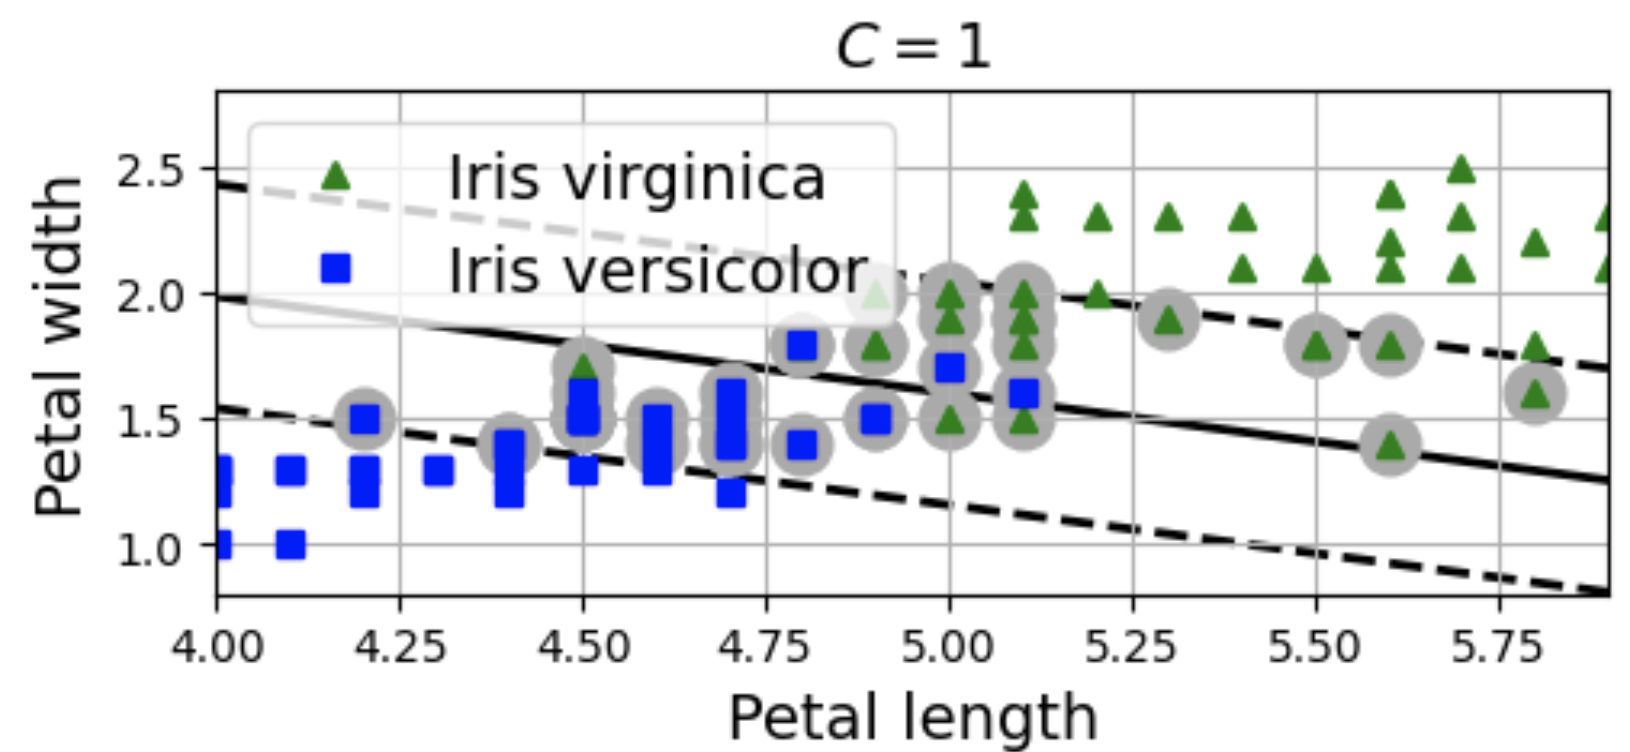 C = 1
Iris virginica
Iris versicolor
2.5
2.0
1.5
1.0
Petal width
4.00 4.25 4.50 4.75 5.00 5.25 5.50 5.75
Petal length